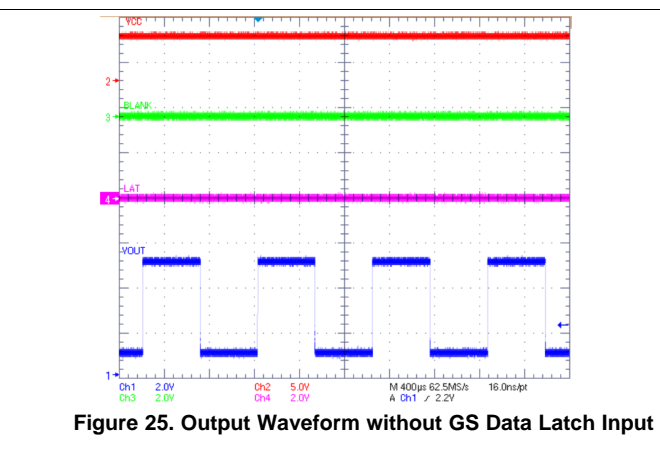 VCC
2
BLANK
3
LAT
4
VOUT
1
Ch1 2.0V Ch2 5.0V M 400µs 62.5MS/s 16.0ns/pt
Ch3 2.0V Ch4 2.0V A Ch1 ∕ 2.2V
Figure 25. Output Waveform without GS Data Latch Input